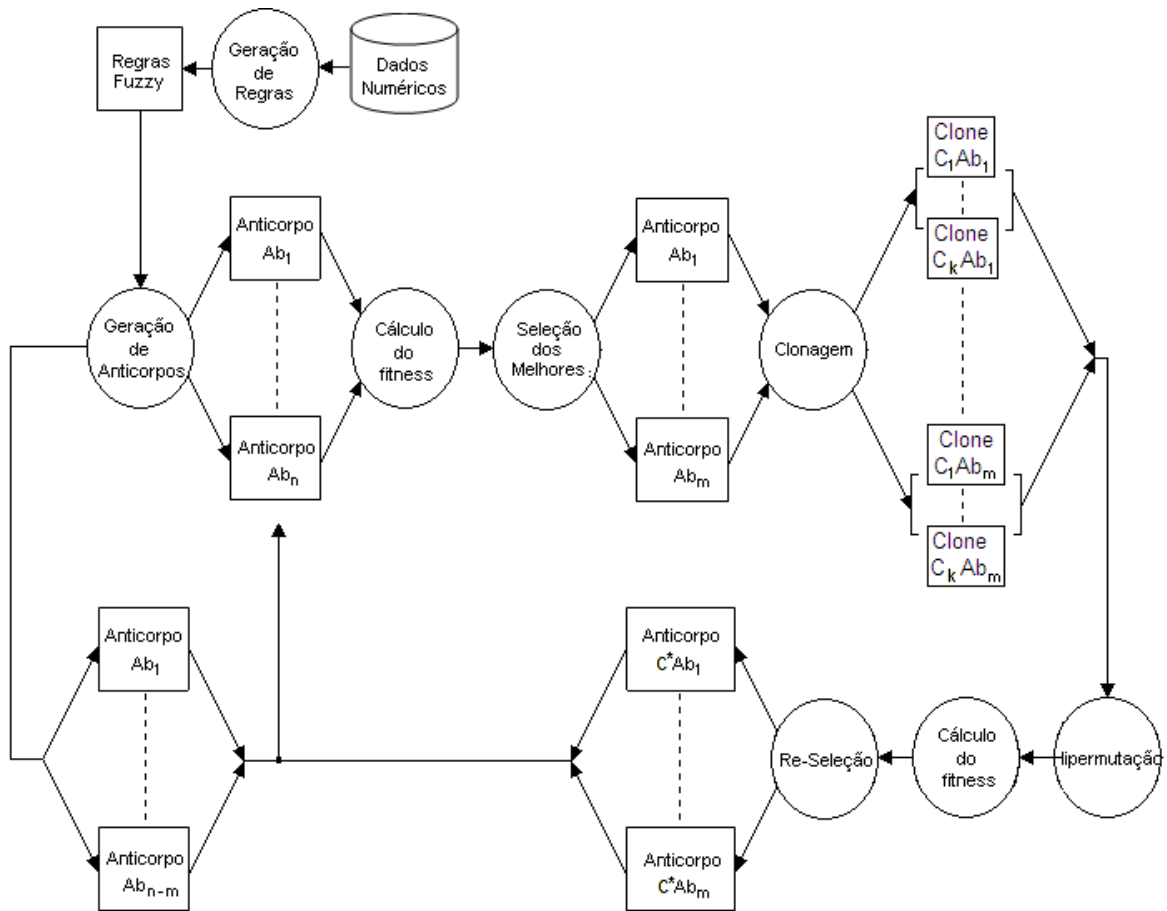 Regras
Fuzzy
Geração
de
Regras
Dados
Numéricos
Geração
de
Anticorpos
Anticorpo
Ab1
Anticorpo
Abn
Cálculo
do
fitness
Seleção
dos
Melhores
Anticorpo
Ab1
Anticorpo
Abm
Clonagem
Clone
C1Ab1
Clone
CkAb1
Clone
C1Abm
Clone
CkAbm
Anticorpo
Ab1
Anticorpo
Abn-m
Anticorpo
C*Ab1
Anticorpo
C*Abm
Re-Seleção
Cálculo
do
fitness
lipermutação